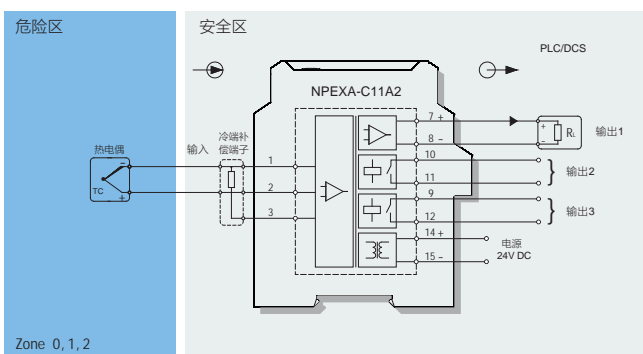 危险区
安全区
PLC/DCS
NPEXA-C11A2
热电偶
输入
冷端补
偿端子
TC
-
+
1
2
3
7 +
8 -
10
11
9
12
14 +
15 -
+
-
RL
输出1
输出2
输出3
电源
24V DC
Zone 0,1,2